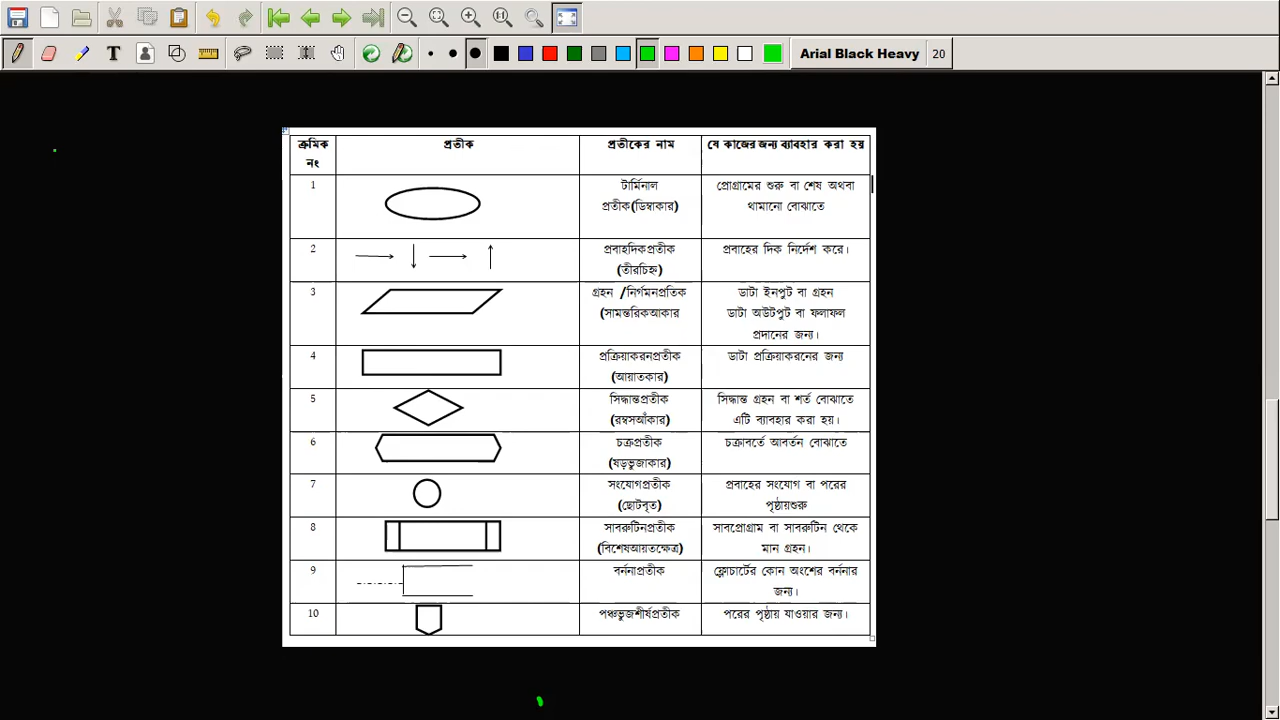 Arial Black Heavy 20
ক্রমিক নং
প্রতীক
প্রতীকের নাম
যে কাজের জন্য ব্যাবহার করা হয়
1
টার্মিনাল
প্রতীক(ডিম্বাকার)
প্রোগ্রামের শুরু বা শেষ অথবা
থামানো বোঝাতে
2
প্রবাহদিকপ্রতীক
(তীরচিহ্ন)
প্রবাহের দিক নির্দেশ করে।
3
গ্রহন /নির্গমনপ্রতিক
(সামন্তরিকআকার
ডাটা ইনপুট বা গ্রহন
ডাটা অউটপুট বা ফলাফল
প্রদানের জন্য।
4
প্রক্রিয়াকরনপ্রতীক
(আয়াতকার)
ডাটা প্রক্রিয়াকরনের জন্য
5
সিদ্ধান্তপ্রতীক
(রম্বসআঁকার)
সিদ্ধান্ত গ্রহন বা শর্ত বোঝাতে
এটি ব্যাবহার করা হয়।
6
চক্রপ্রতীক
(ষড়ভুজাকার)
চক্রাবর্তে আবর্তন বোঝাতে
7
সংযোগপ্রতীক
(ছোটবৃত)
প্রবাহের সংযোগ বা পরের
পৃষ্ঠায়শুরু
8
সাবরুটিনপ্রতীক
(বিশেষআয়তক্ষেত্র)
সাবপ্রোগ্রাম বা সাবরুটিন থেকে
মান গ্রহন।
9
বর্ননাপ্রতীক
ফ্লোচার্টের কোন অংশের বর্ননার
জন্য।
10
পঞ্চভুজশীর্ষপ্রতীক
পরের পৃষ্ঠায় যাওয়ার জন্য।